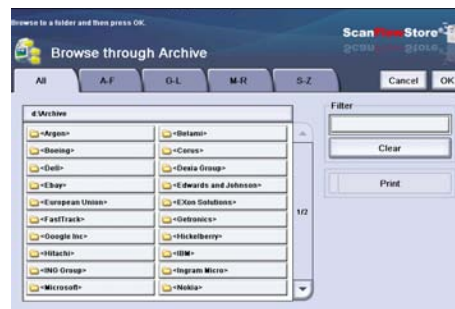 Browse to a folder and then press OK.
ScanFlowStore
Browse through Archive
All A-F G-L M-R S-Z Cancel OK
d:\Archive
Filter
<Argon> <Belami>
<Boeing> <Corus>
Clear
<Deli> <Dexia Group>
<Ebay> <Edwards and Johnson>
Print
<European Union> <EXon Solutions>
1/2
<FastTrack> <Getronics>
<Google Inc> <Hickelberry>
<Hitachi> <IBM>
<ING Group> <Ingram Micro>
<Microsoft> <Nokia>